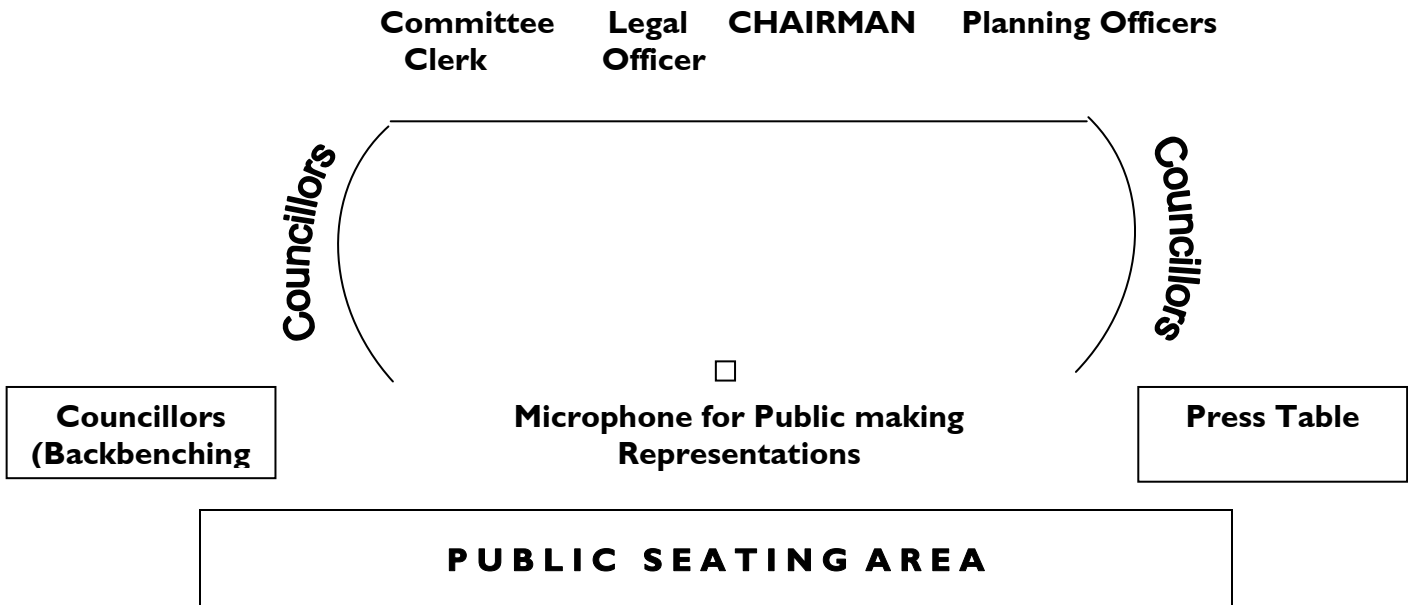 Committee Clerk
Legal Officer
CHAIRMAN
Planning Officers
Councillors
Councillors
Councillors
(Backbenching
Microphone for Public making
Representations
Press Table
PUBLIC SEATING AREA